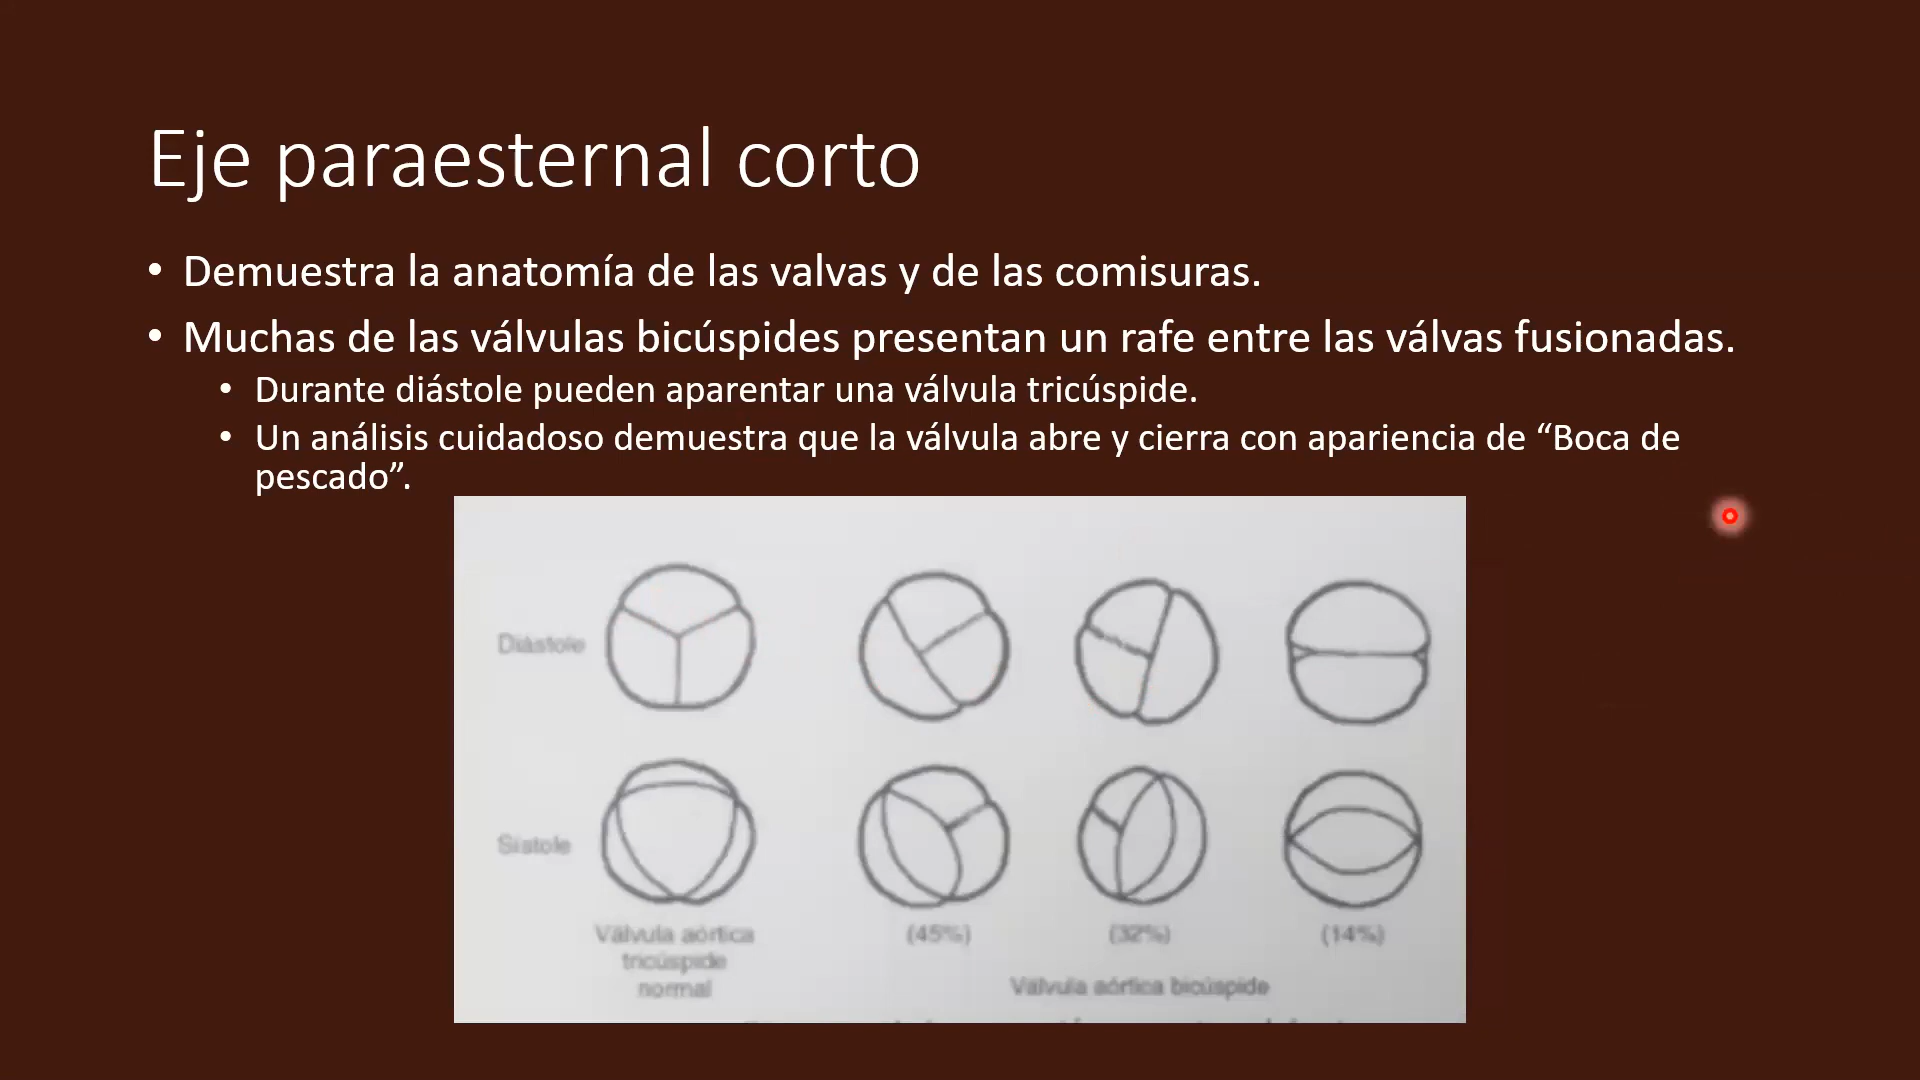 Eje paraesternal corto
• Demuestra la anatomía de las valvas y de las comisuras.
• Muchas de las válvulas bicúspides presentan un rafe entre las válvas fusionadas.
• Durante diástole pueden aparentar una válvula tricúspide.
• Un análisis cuidadoso demuestra que la válvula abre y cierra con apariencia de “Boca de
pescado”.
Diástole
Sístole
Válvula aórtica
tricúspide
normal
(45%)
(32%)
(14%)
Válvula aórtica bicúspide